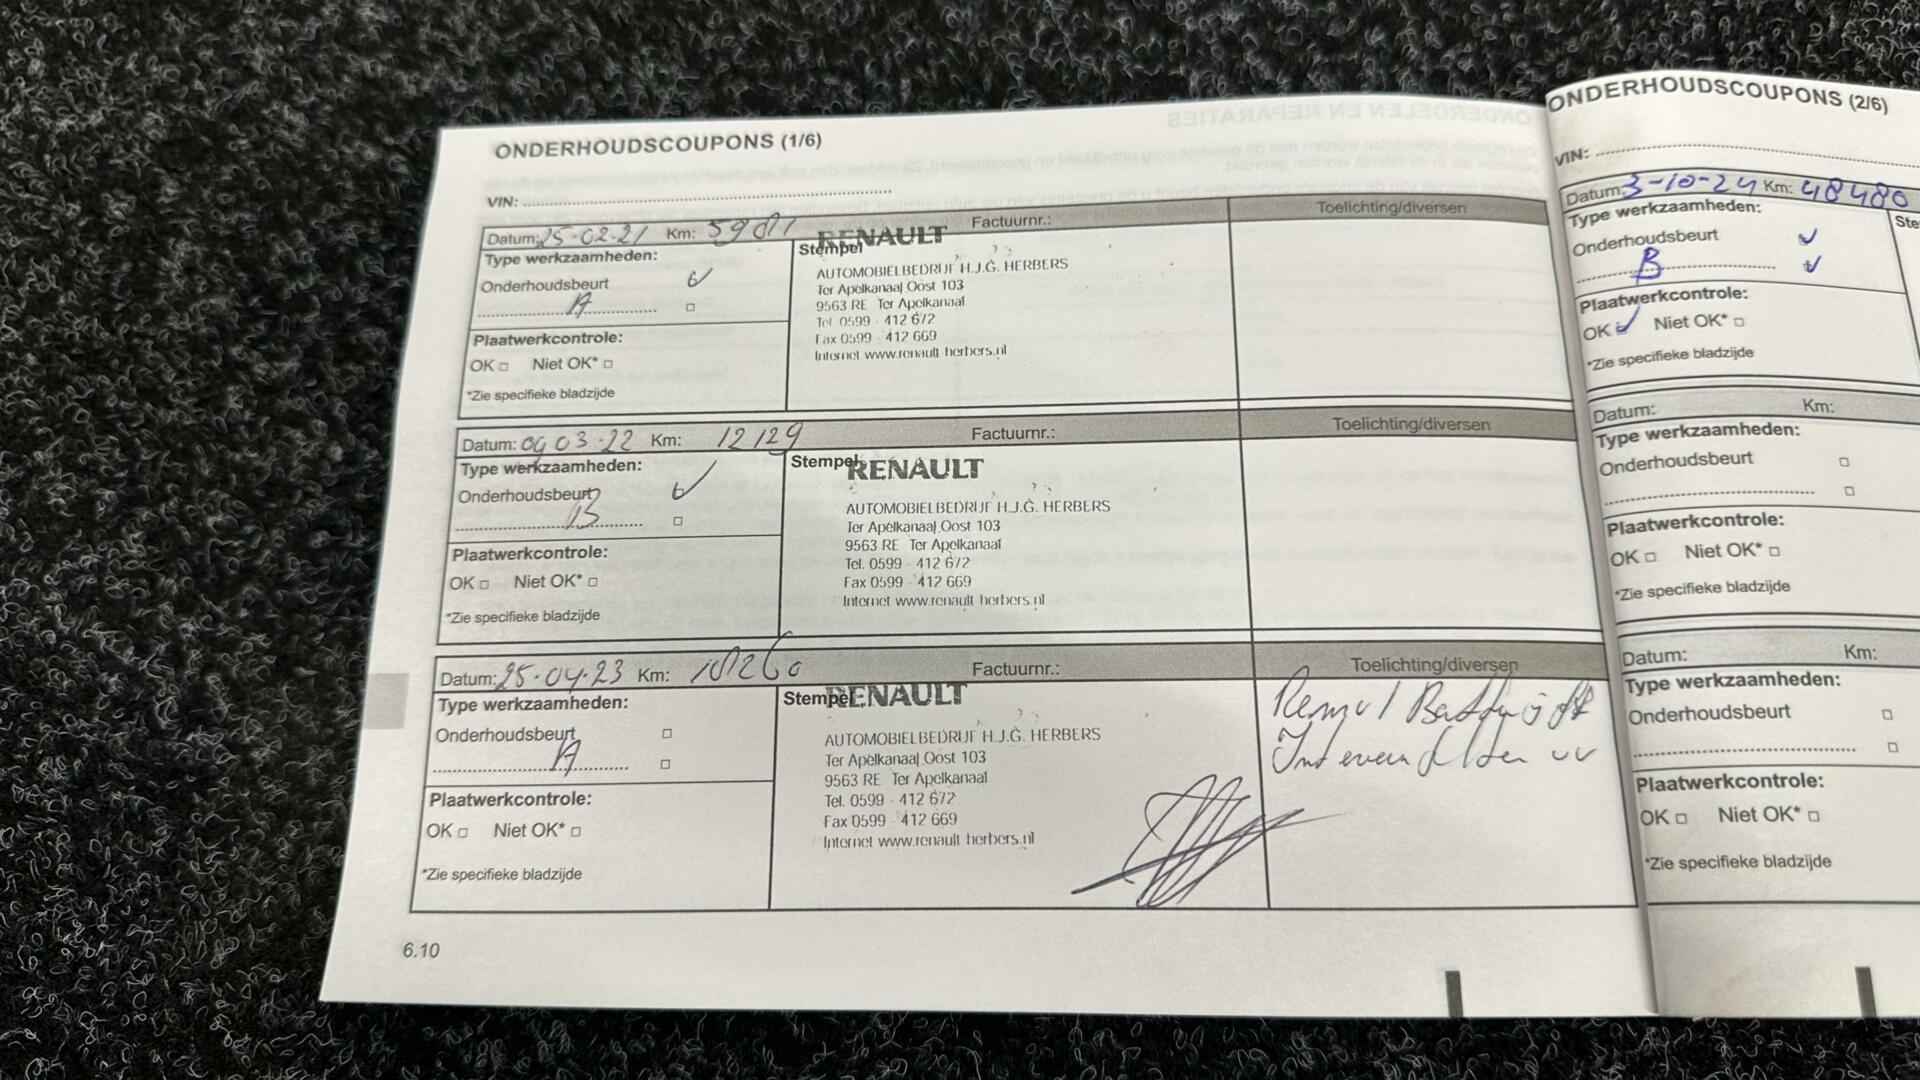 ONDERHOUDSCOUPONS (1/6)
VIN:
Datum: 25-02-21 Km: Factuurnr.: Toelichting/diversen
Type werkzaamheden:
Onderhoudsbeurt
A
Plaatwerkcontrole:
OK □ Niet OK* □
*Zie specifieke bladzijde
Stempel
RENAULT
AUTOMOBIELBEDRIJF H.J.G. HERBERS
Ter Apelkanaal Oost 103
9563 RE Ter Apelkanaal
Tel. 0599 - 412 672
Fax 0599 - 412 669
Internet www.renault-herbers.nl
Datum: 09 03-22 Km: 12129 Factuurnr.: Toelichting/diversen
Type werkzaamheden:
Onderhoudsbeurt
B
Plaatwerkcontrole:
OK □ Niet OK* □
*Zie specifieke bladzijde
Stempel
RENAULT
AUTOMOBIELBEDRIJF H.J.G. HERBERS
Ter Apelkanaal Oost 103
9563 RE Ter Apelkanaal
Tel. 0599 - 412 672
Fax 0599 - 412 669
Internet www.renault-herbers.nl
Datum: 25-04-23 Km: Factuurnr.: Toelichting/diversen
Type werkzaamheden:
Onderhoudsbeurt
A
Plaatwerkcontrole:
OK □ Niet OK* □
*Zie specifieke bladzijde
Stempel
RENAULT
AUTOMOBIELBEDRIJF H.J.G. HERBERS
Ter Apelkanaal Oost 103
9563 RE Ter Apelkanaal
Tel. 0599 - 412 672
Fax 0599 - 412 669
Internet www.renault-herbers.nl
6.10
ONDERHOUDSCOUPONS (2/6)
VIN:
Datum: 3-10-24 Km: 48480
Type werkzaamheden:
Onderhoudsbeurt
B
Plaatwerkcontrole:
OK Niet OK* □
*Zie specifieke bladzijde
Ste
Datum: Km:
Type werkzaamheden:
Onderhoudsbeurt □
Plaatwerkcontrole:
OK □ Niet OK* □
*Zie specifieke bladzijde
Datum: Km:
Type werkzaamheden:
Onderhoudsbeurt □
Plaatwerkcontrole:
OK □ Niet OK* □
*Zie specifieke bladzijde